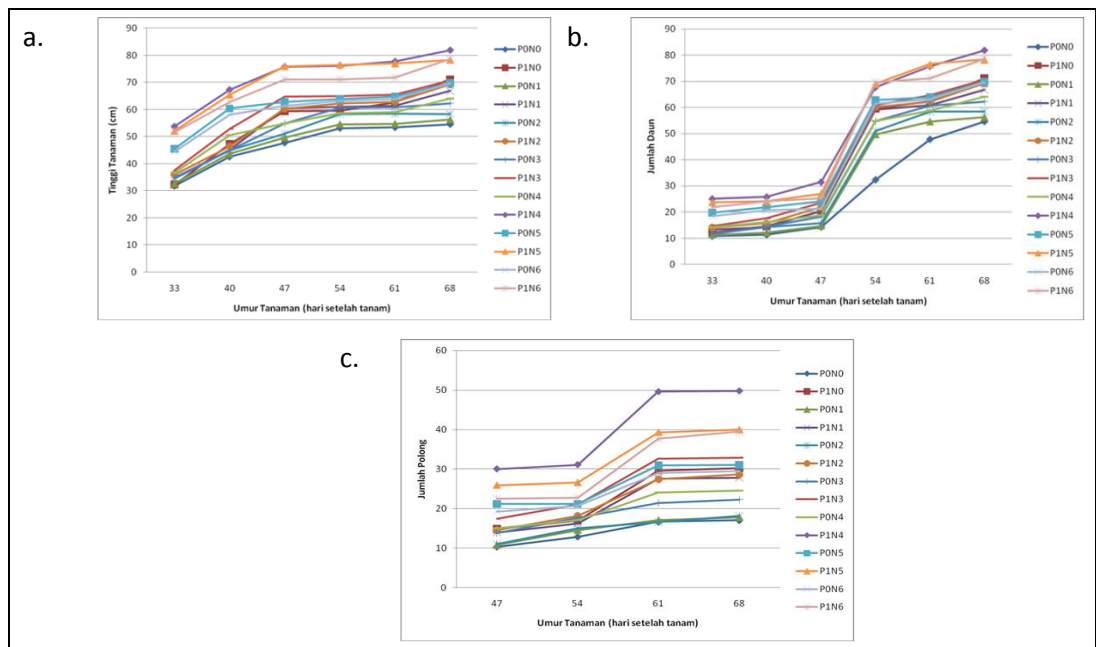 a.
Tinggi Tanaman (cm)
90
80
70
60
50
40
30
20
10
0
33 40 47 54 61 68
Umur Tanaman (hari setelah tanam)
P0N0
P1N0
P0N1
P1N1
P0N2
P1N2
P0N3
P1N3
P0N4
P1N4
P0N5
P1N5
P0N6
P1N6
b.
Jumlah Daun
90
80
70
60
50
40
30
20
10
0
33 40 47 54 61 68
Umur Tanaman (hari setelah tanam)
P0N0
P1N0
P0N1
P1N1
P0N2
P1N2
P0N3
P1N3
P0N4
P1N4
P0N5
P1N5
P0N6
P1N6
c.
Jumlah Polong
60
50
40
30
20
10
0
47 54 61 68
Umur Tanaman (hari setelah tanam)
P0N0
P1N0
P0N1
P1N1
P0N2
P1N2
P0N3
P1N3
P0N4
P1N4
P0N5
P1N5
P0N6
P1N6